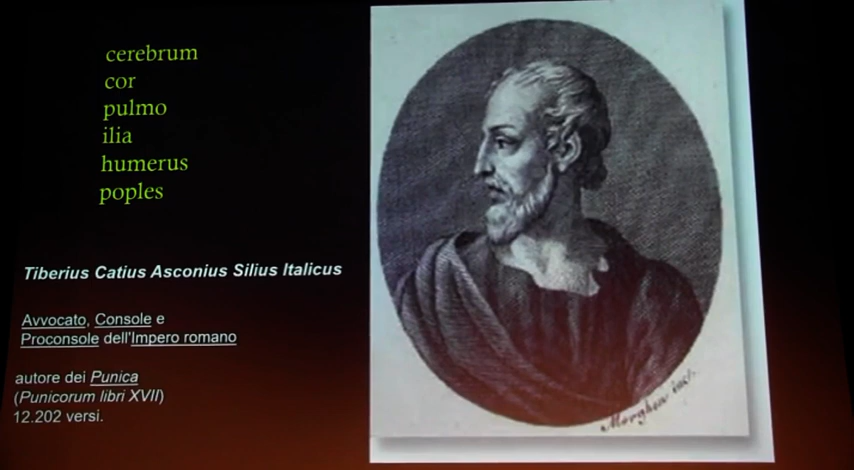 cerebrum
cor
pulmo
ilia
humerus
poples
Tiberius Catius Asconius Silius Italicus
Avvocato, Console e
Proconsole dell'Impero romano
autore dei Punica
(Punicorum libri XVII)
12.202 versi.
Morghen inc.